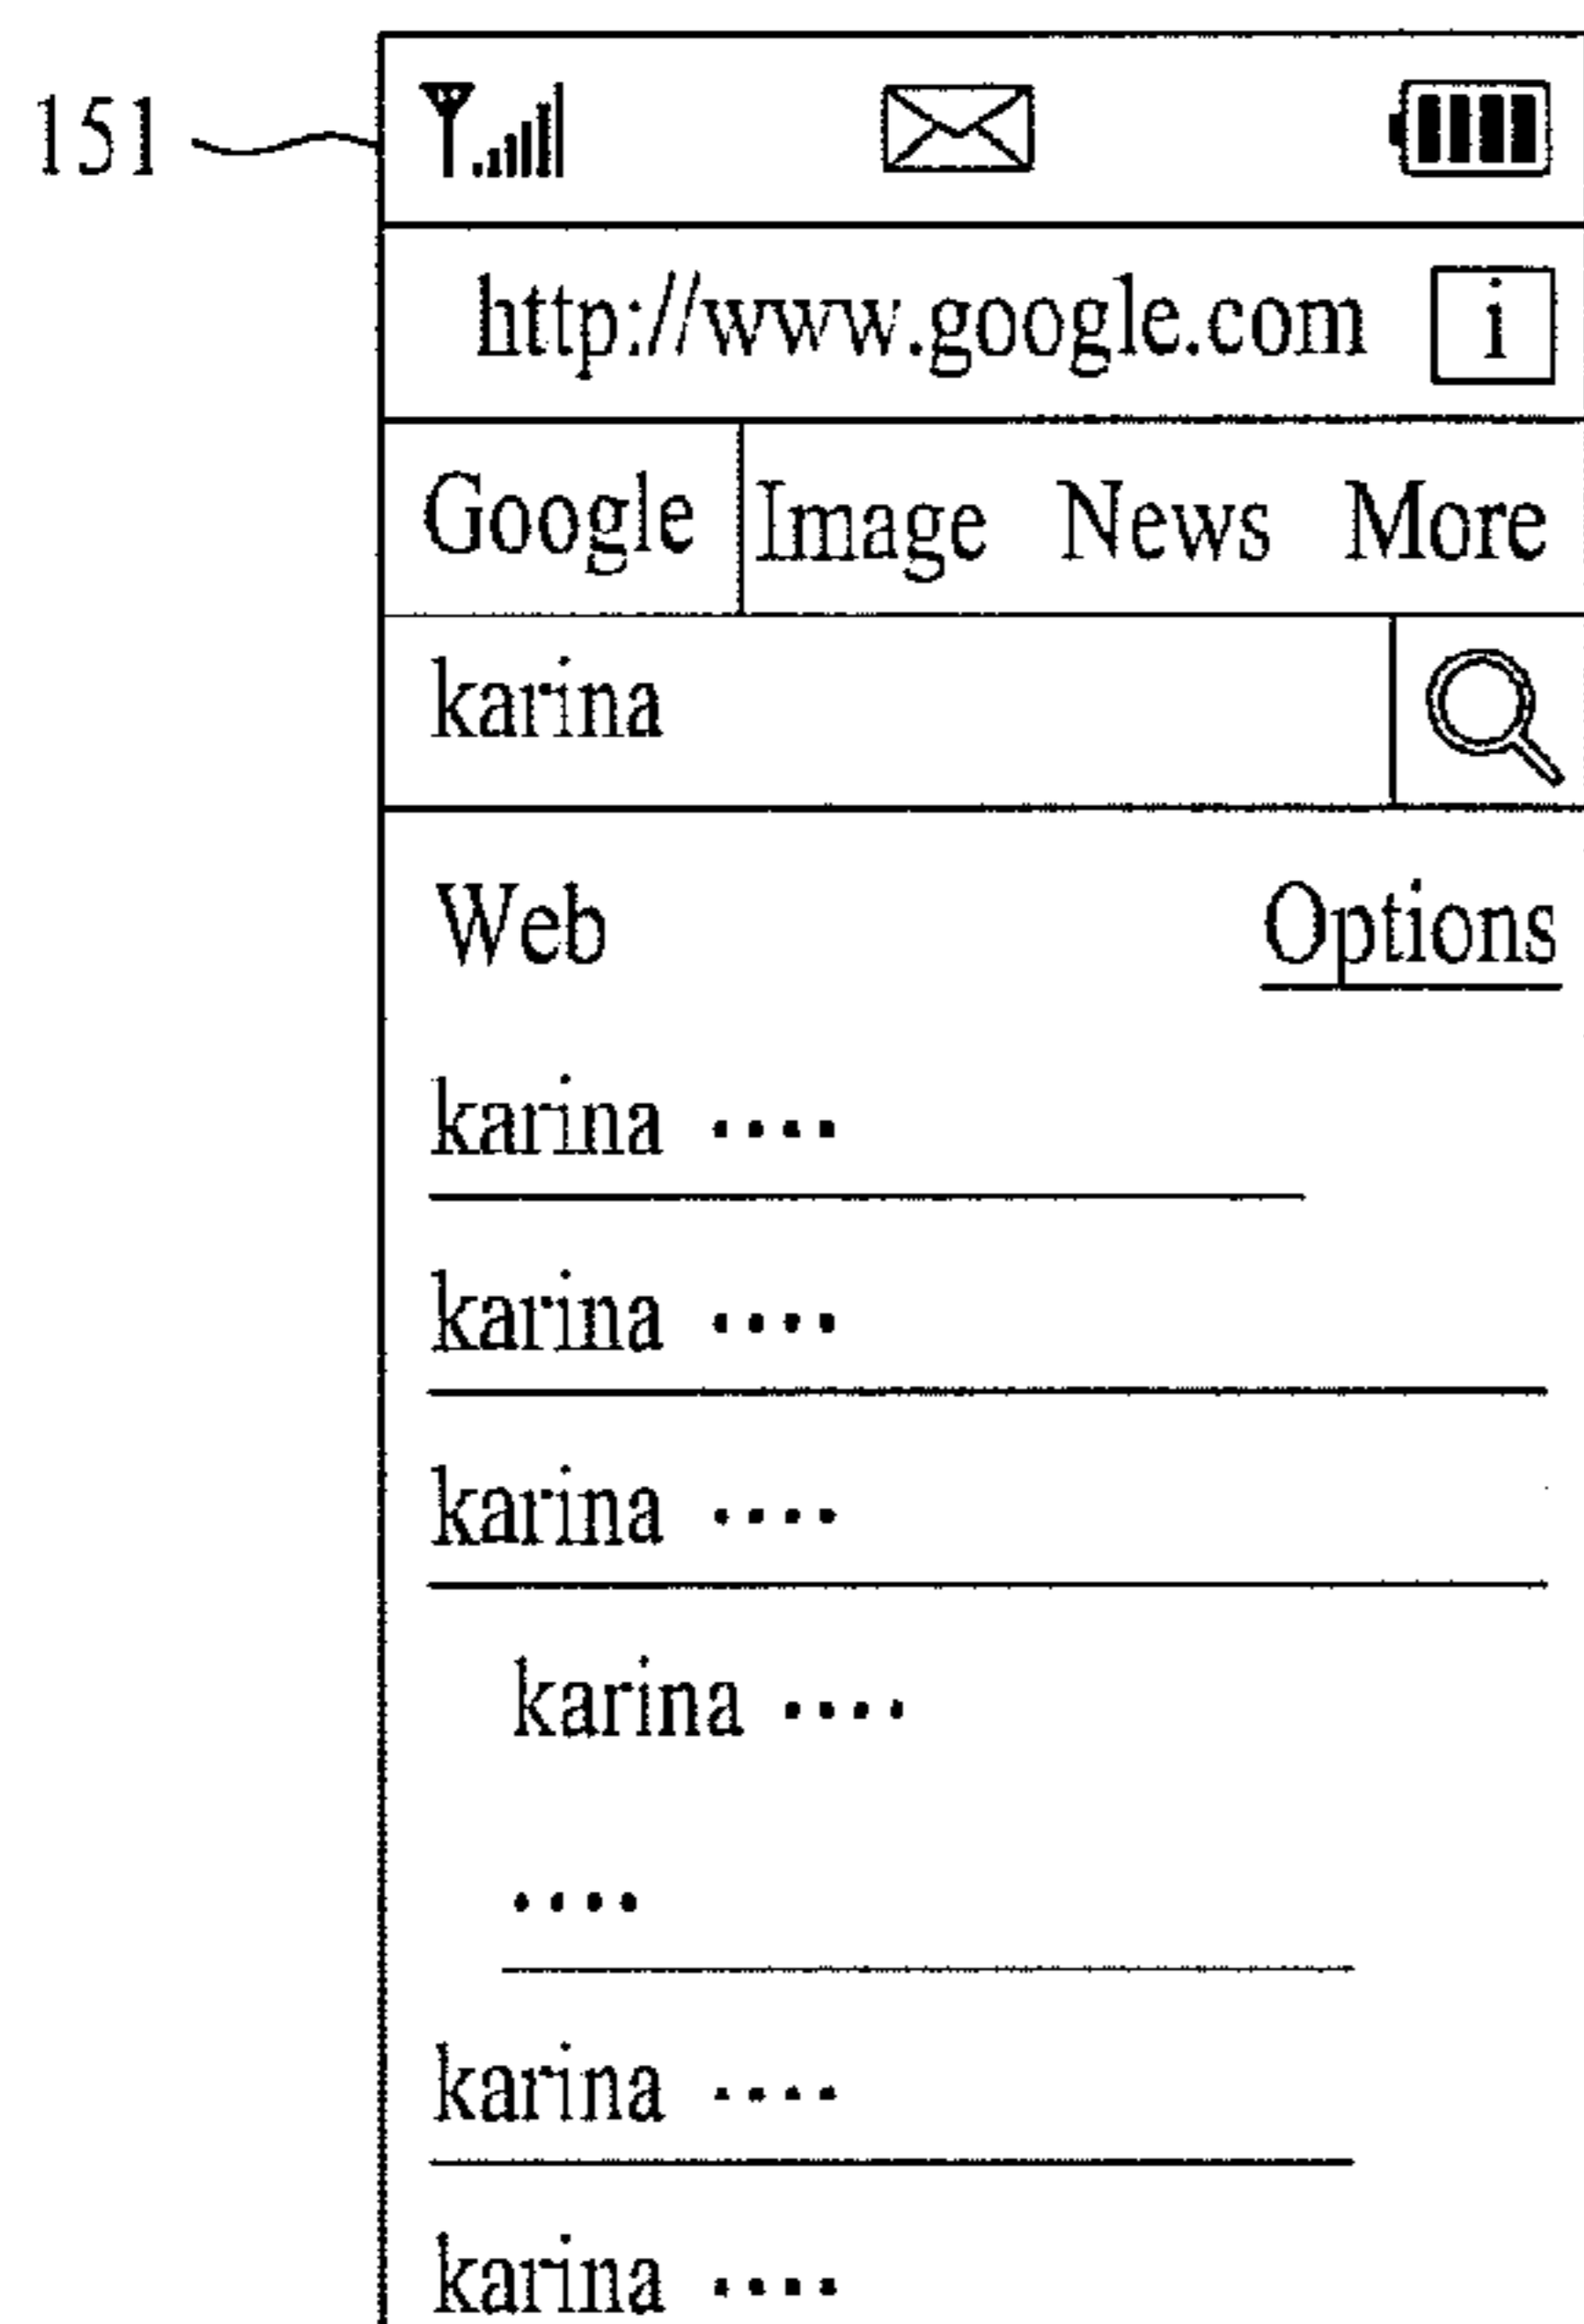 151
http://www.google.com i
Google Image News More
karina
Web Options
karina ....
karina ....
karina ....
karina ....
....
karina ....
karina ....